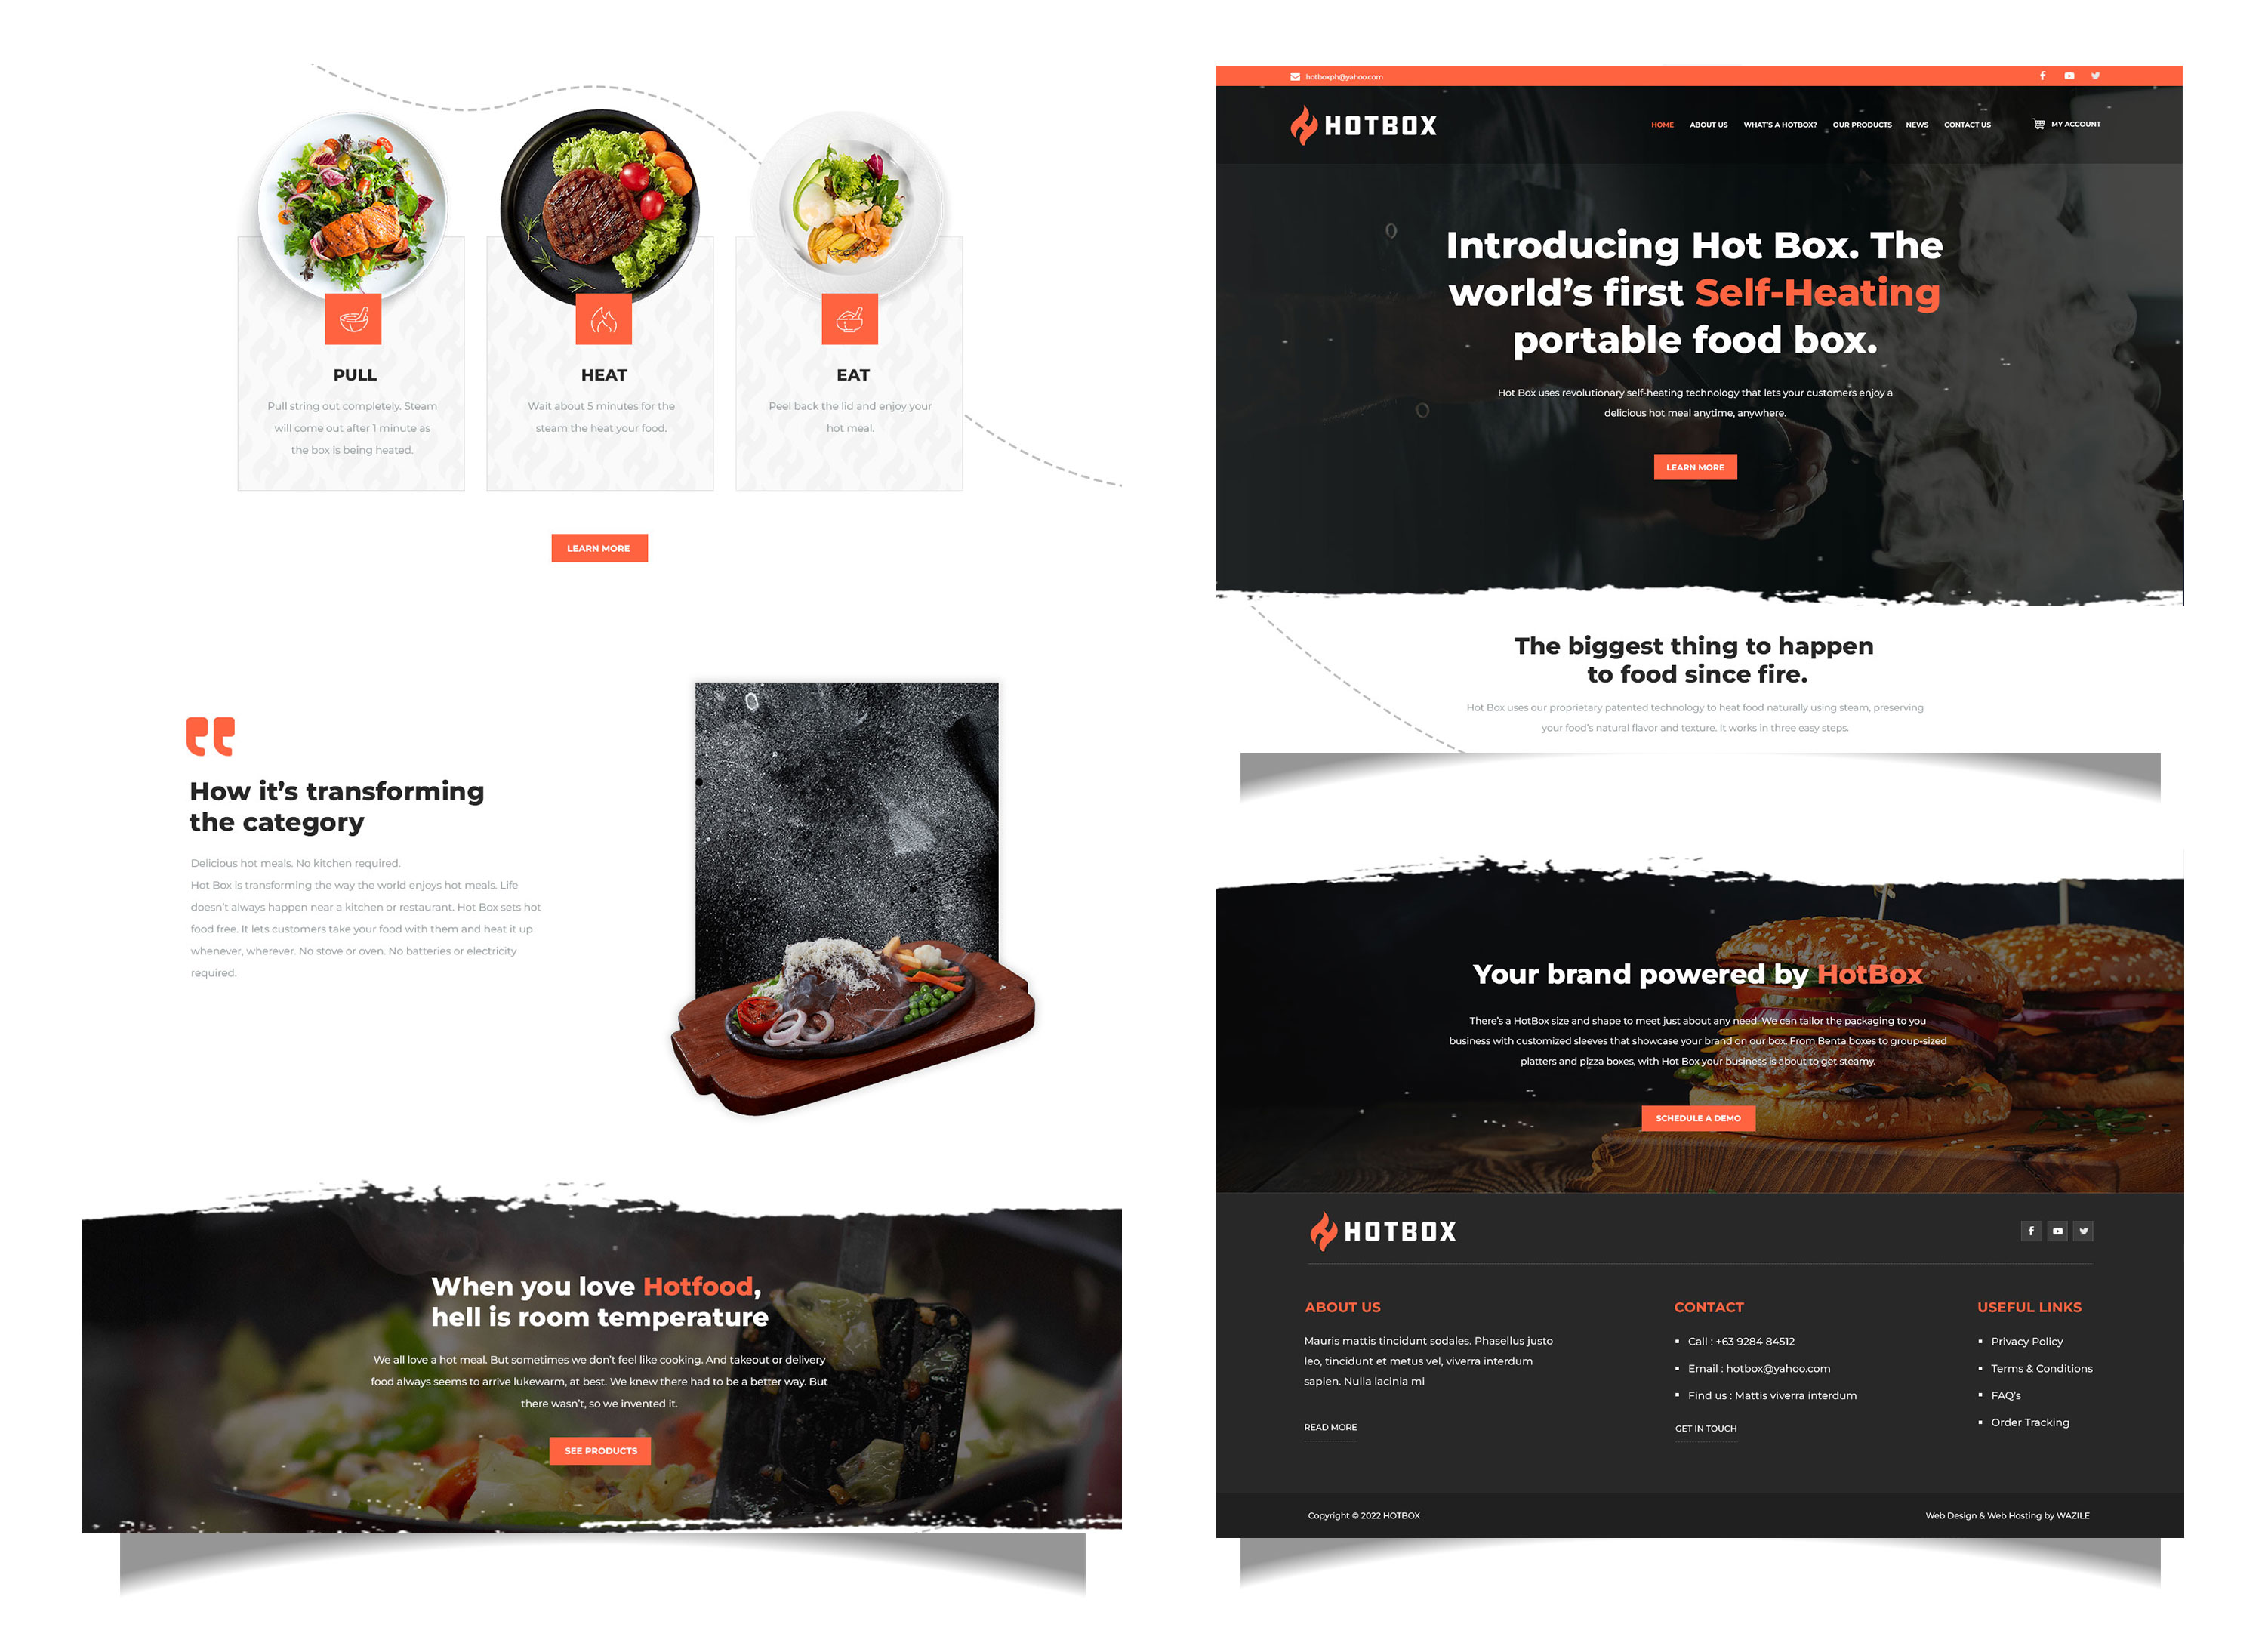 PULL
Pull string out completely. Steam
will come out after 1 minute as
the box is being heated.
HEAT
Wait about 5 minutes for the
steam the heat your food.
EAT
Peel back the lid and enjoy your
hot meal.
LEARN MORE
How it's transforming
the category
Delicious hot meals. No kitchen required.
Hot Box is transforming the way the world enjoys hot meals. Life
doesn't always happen near a kitchen or restaurant. Hot Box sets hot
food free. It lets customers take your food with them and heat it up
whenever, wherever. No stove or oven. No batteries or electricity
required.
When you love Hotfood,
hell is room temperature
We all love a hot meal. But sometimes we don't feel like cooking. And takeout or delivery
food always seems to arrive lukewarm, at best. We knew there had to be a better way. But
there wasn't, so we invented it.
SEE PRODUCTS
hotboxph@yahoo.com
HOTBOX
HOME ABOUT US WHAT'S A HOTBOX? OUR PRODUCTS NEWS CONTACT US MY ACCOUNT
Introducing Hot Box. The
world's first Self-Heating
portable food box.
Hot Box uses revolutionary self-heating technology that lets your customers enjoy a
delicious hot meal anytime, anywhere.
LEARN MORE
The biggest thing to happen
to food since fire.
Hot Box uses our proprietary patented technology to heat food naturally using steam, preserving
your food's natural flavor and texture. It works in three easy steps.
Your brand powered by HotBox
There's a HotBox size and shape to meet just about any need. We can tailor the packaging to you
business with customized sleeves that showcase your brand on our box. From Benta boxes to group-sized
platters and pizza boxes, with Hot Box your business is about to get steamy.
SCHEDULE A DEMO
HOTBOX
ABOUT US
Mauris mattis tincidunt sodales. Phasellus justo
leo, tincidunt et metus vel, viverra interdum
sapien. Nulla lacinia mi
READ MORE
CONTACT
Call : +63 9284 84512
Email : hotbox@yahoo.com
Find us : Mattis viverra interdum
GET IN TOUCH
USEFUL LINKS
Privacy Policy
Terms & Conditions
FAQ's
Order Tracking
Copyright © 2022 HOTBOX
Web Design & Web Hosting by WAZILE